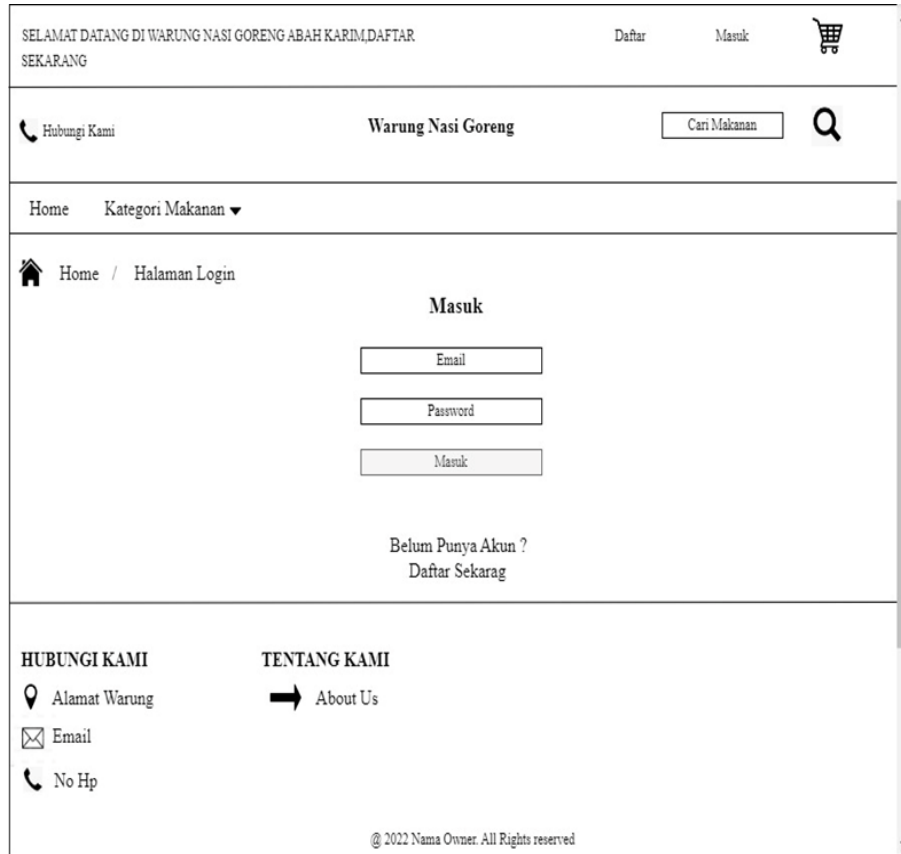 SELAMAT DATANG DI WARUNG NASI GORENG ABAH KARIM,DAFTAR
SEKARANG
Daftar
Masuk
Hubungi Kami
Warung Nasi Goreng
Cari Makanan
Home
Kategori Makanan
Home / Halaman Login
Masuk
Email
Password
Masuk
Belum Punya Akun ?
Daftar Sekarag
HUBUNGI KAMI
Alamat Warung
Email
No Hp
TENTANG KAMI
About Us
@ 2022 Nama Owner. All Rights reserved